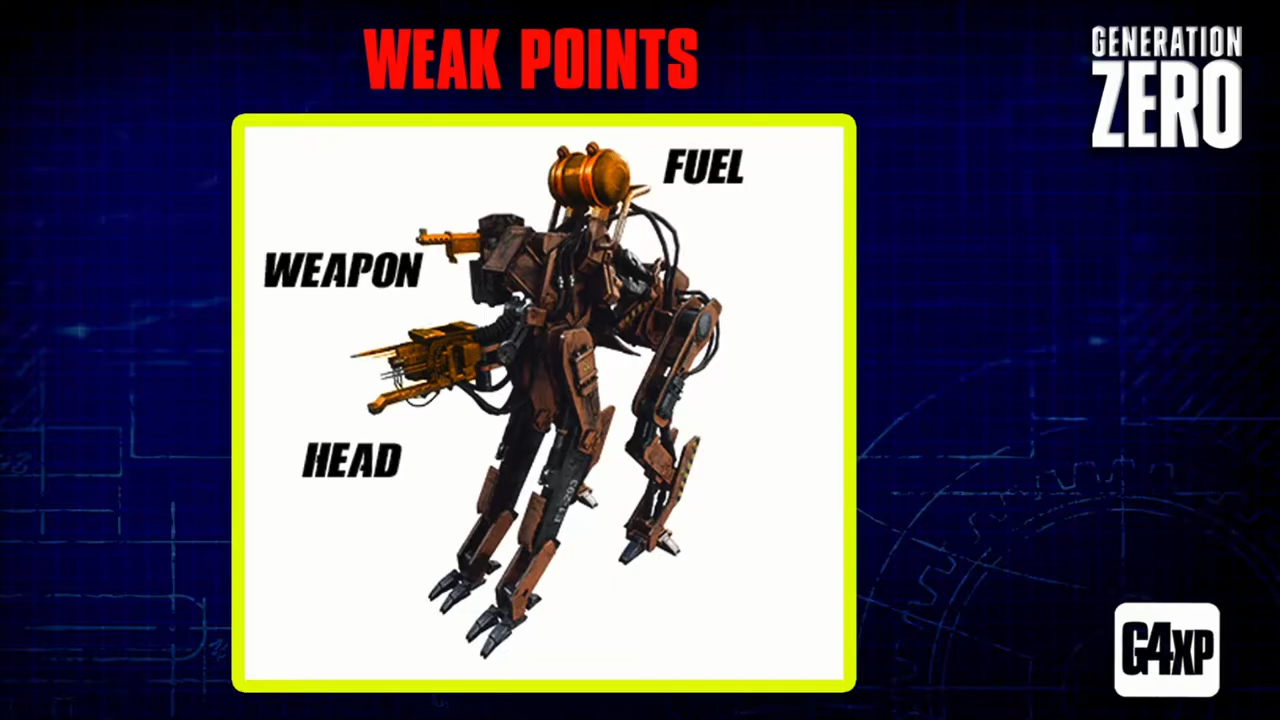 WEAK POINTS
GENERATION
ZERO
FUEL
WEAPON
HEAD
G4XP